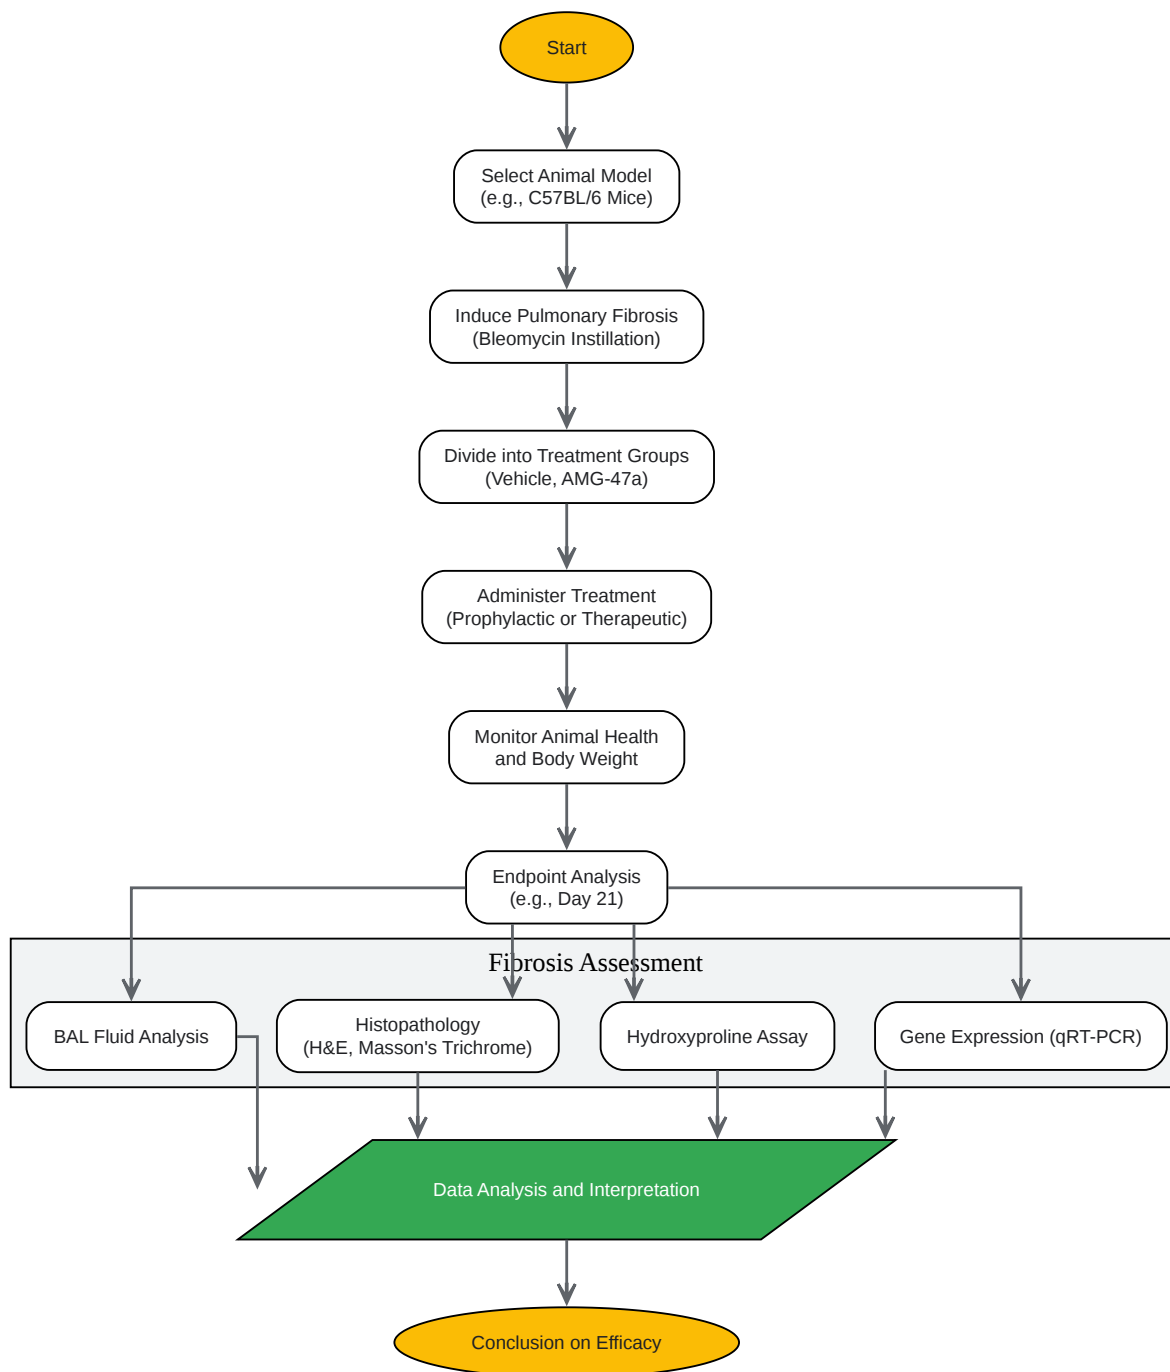 Start
Select Animal Model
(e.g., C57BL/6 Mice)
Induce Pulmonary Fibrosis
(Bleomycin Instillation)
Divide into Treatment Groups
(Vehicle, AMG-47a)
Administer Treatment
(Prophylactic or Therapeutic)
Monitor Animal Health
and Body Weight
Endpoint Analysis
(e.g., Day 21)
Fibrosis Assessment
BAL Fluid Analysis
Histopathology
(H&E, Masson's Trichrome)
Hydroxyproline Assay
Gene Expression (qRT-PCR)
Data Analysis and Interpretation
Conclusion on Efficacy